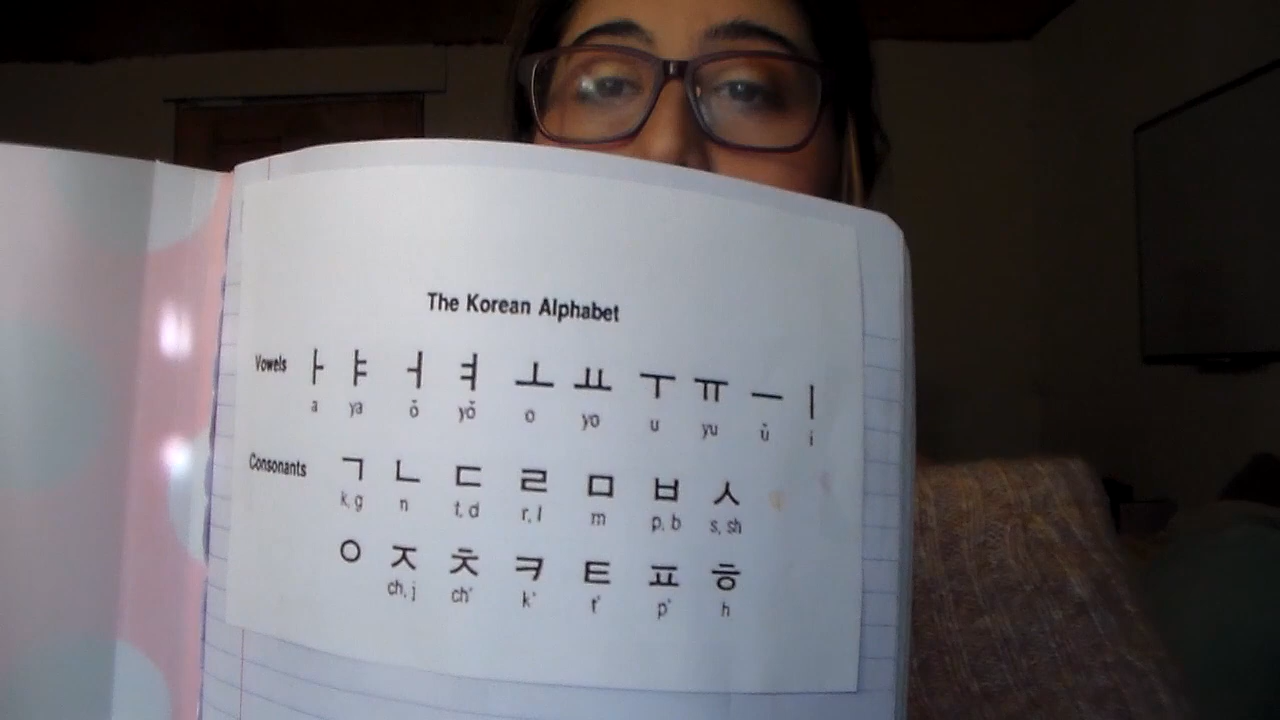 The Korean Alphabet
Vowels ㅏ ㅑ ㅓ ㅕ ㅗ ㅛ ㅜ ㅠ ㅡ ㅣ
a ya ŏ yŏ o yo u yu ŭ i
Consonants ㄱ ㄴ ㄷ ㄹ ㅁ ㅂ ㅅ
k, g n t, d r, l m p, b s, sh
ㅇ ㅈ ㅊ ㅋ ㅌ ㅍ ㅎ
ch, j ch' k' t' p' h